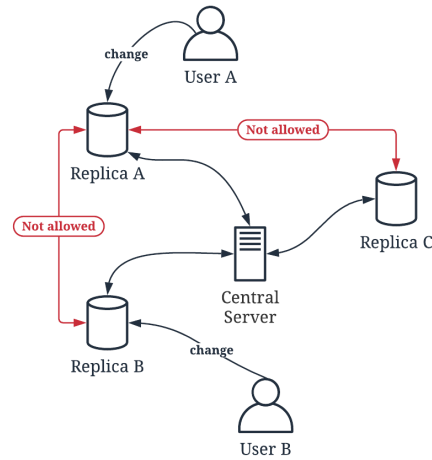 change
User A
Not allowed
Replica A
Replica C
Not allowed
Central
Server
change
Replica B
User B